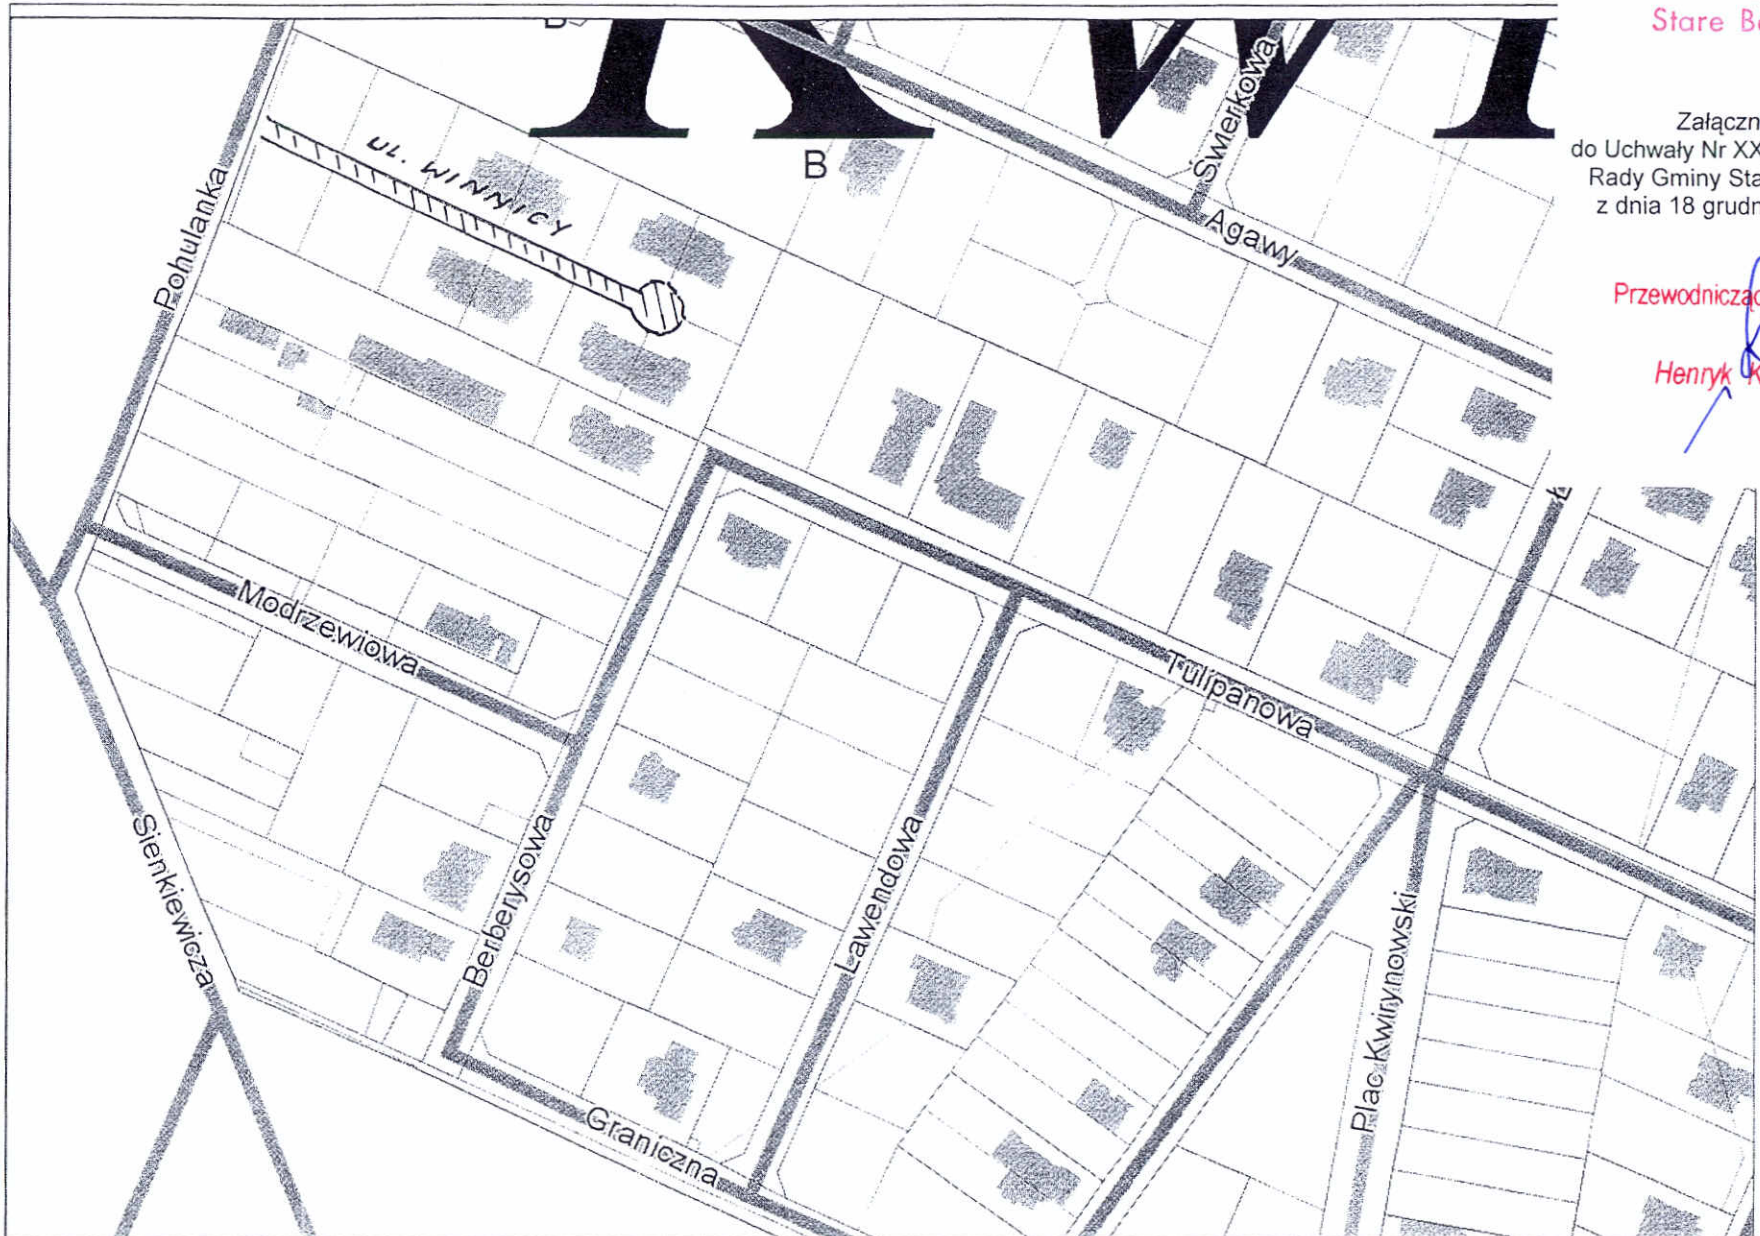 Stare B
Załączn
do Uchwały Nr XX
Rady Gminy Sta
z dnia 18 grudn
Przewodnicząc
Henryk K
K W
B
UL. WINNICY
Pohulanka
Świerkowa
Agawy
Modrzewiowa
Tulipanowa
Sienkiewicza
Berberysowa
Lawendowa
Plac Kwirynowski
Graniczna